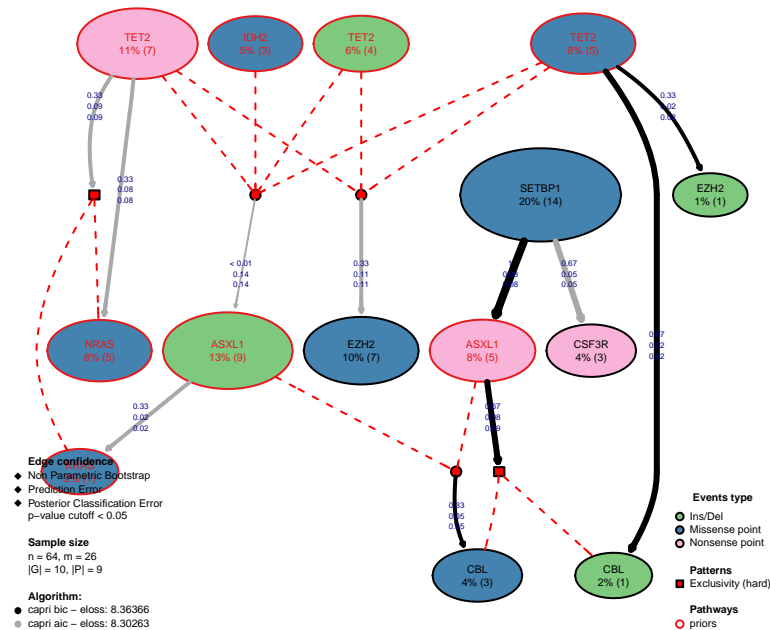 TET2
11% (7)
IDH2
5% (3)
TET2
6% (4)
TET2
8% (5)
0.33
0.09
0.09
0.33
0.02
0.33
0.08
0.08
SETBP1
20% (14)
EZH2
1% (1)
< 0.01
0.14
0.14
0.33
0.11
0.11
0.67
0.05
0.05
NRAS
8% (5)
ASXL1
13% (9)
EZH2
10% (7)
ASXL1
8% (5)
CSF3R
4% (3)
0.33
0.02
0.02
Edge confidence
Non Parametric Bootstrap
Prediction Error
Posterior Classification Error
p−value cutoff < 0.05
Sample size
n = 64, m = 26
|G| = 10, |P| = 9
Algorithm:
capri bic − eloss: 8.36366
capri aic − eloss: 8.30263
CBL
4% (3)
CBL
2% (1)
Events type
Ins/Del
Missense point
Nonsense point
Patterns
Exclusivity (hard)
Pathways
priors